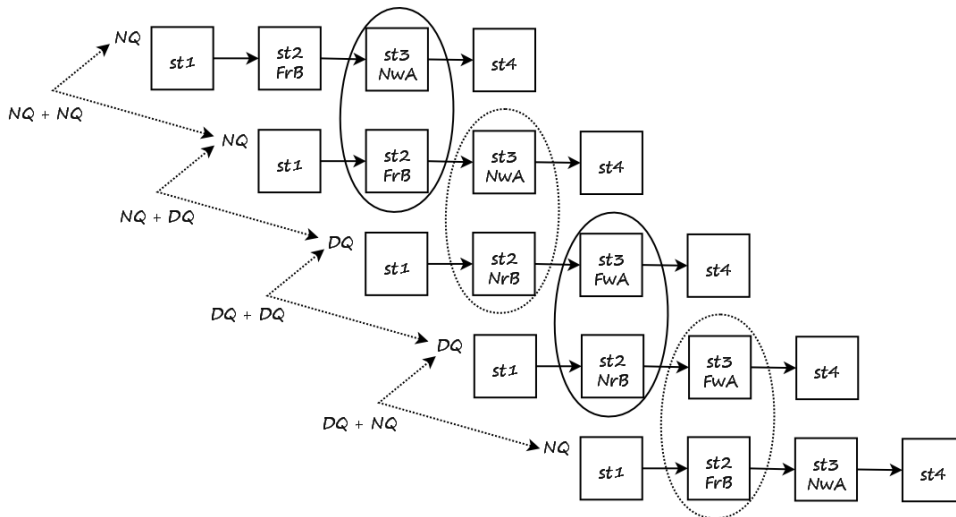 NQ
st1
st2
FrB
st3
NwA
st4
NQ + NQ
NQ
st1
st2
FrB
st3
NwA
st4
NQ + DQ
DQ
st1
st2
NrB
st3
FwA
st4
DQ + DQ
DQ
st1
st2
NrB
st3
FwA
st4
DQ + NQ
NQ
st1
st2
FrB
st3
NwA
st4